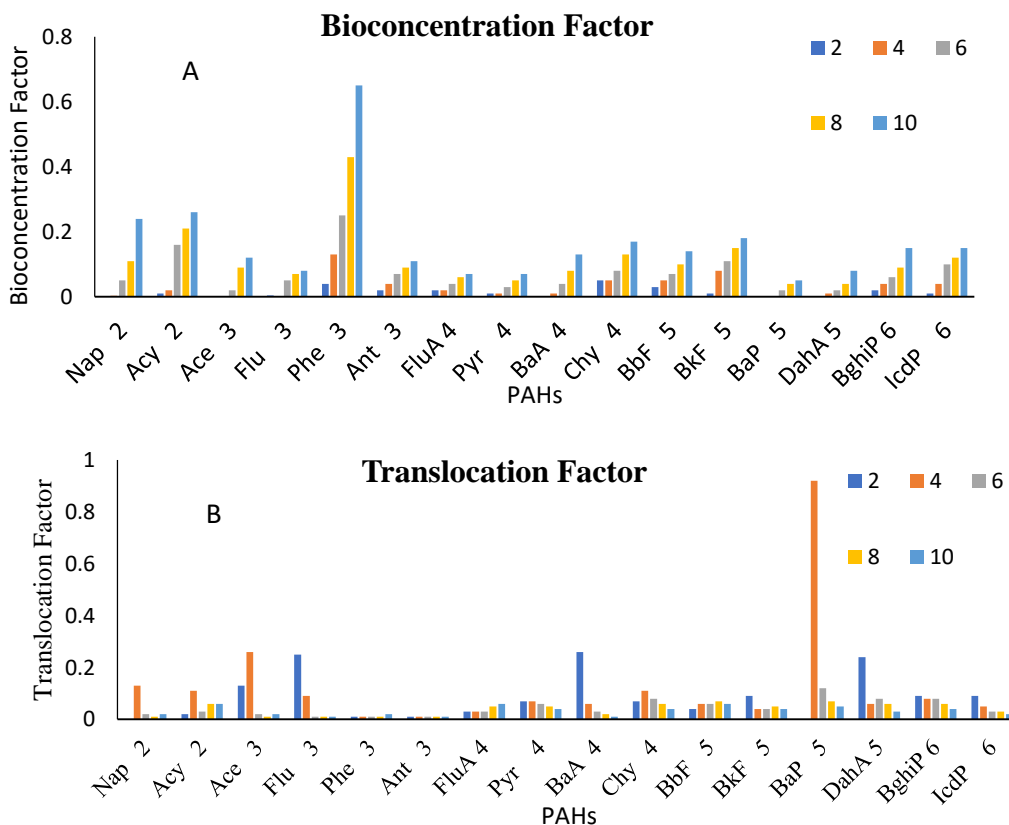 Bioconcentration Factor
0.8
0.6
0.4
0.2
0
Bioconcentration Factor
A
2 4 6
8 10
Nap 2
Acy 2
Ace 3
Flu 3
Phe 3
Ant 3
FluA 4
Pyr 4
BaA 4
Chy 4
BbF 5
BkF 5
BaP 5
DahA 5
BghiP 6
IcdP 6
PAHs
Translocation Factor
1
0.8
0.6
0.4
0.2
0
Translocation Factor
B
2 4 6
8 10
Nap 2
Acy 2
Ace 3
Flu 3
Phe 3
Ant 3
FluA 4
Pyr 4
BaA 4
Chy 4
BbF 5
BkF 5
BaP 5
DahA 5
BghiP 6
IcdP 6
PAHs